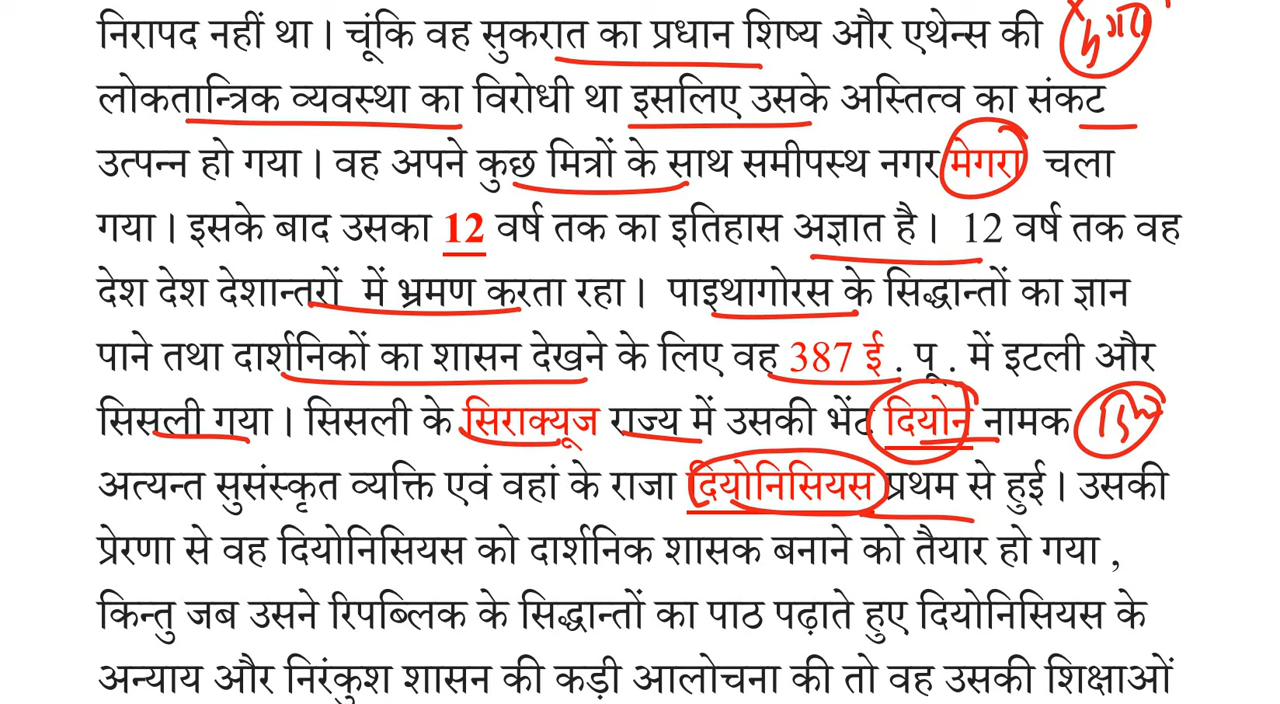 निरापद नहीं था। चूंकि वह सुकरात का प्रधान शिष्य और एथेन्स की
लोकतान्त्रिक व्यवस्था का विरोधी था इसलिए उसके अस्तित्व का संकट
उत्पन्न हो गया। वह अपने कुछ मित्रों के साथ समीपस्थ नगर मेगरा चला
गया। इसके बाद उसका 12 वर्ष तक का इतिहास अज्ञात है। 12 वर्ष तक वह
देश देश देशान्तरों में भ्रमण करता रहा। पाइथागोरस के सिद्धान्तों का ज्ञान
पाने तथा दार्शनिकों का शासन देखने के लिए वह 387 ई . पू . में इटली और
सिसली गया। सिसली के सिराक्यूज राज्य में उसकी भेंट दियोन नामक
अत्यन्त सुसंस्कृत व्यक्ति एवं वहां के राजा दियोनिसियस प्रथम से हुई। उसकी
प्रेरणा से वह दियोनिसियस को दार्शनिक शासक बनाने को तैयार हो गया ,
किन्तु जब उसने रिपब्लिक के सिद्धान्तों का पाठ पढ़ाते हुए दियोनिसियस के
अन्याय और निरंकुश शासन की कड़ी आलोचना की तो वह उसकी शिक्षाओं